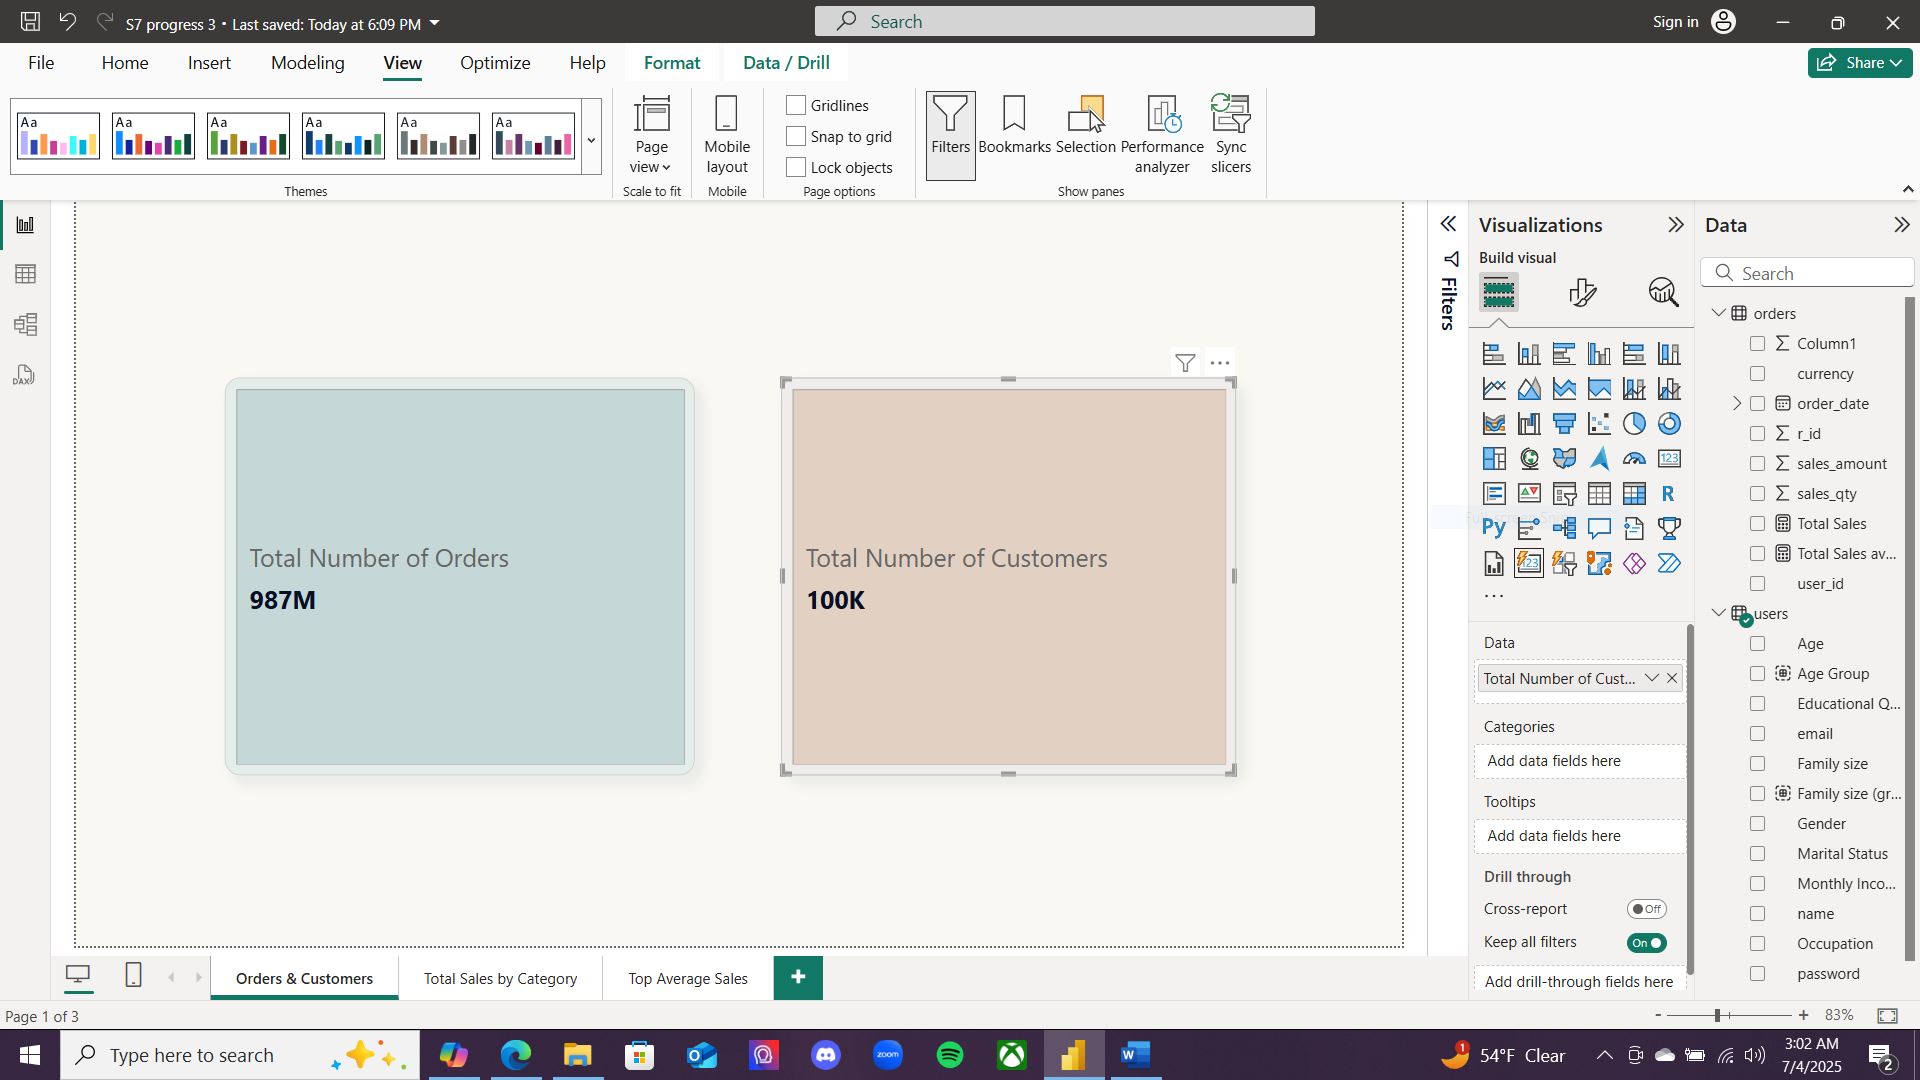 S7 progress 3 • Last saved: Today at 6:09 PM
Search
Sign in
File Home Insert Modeling View Optimize Help Format Data / Drill
Share
Aa Aa Aa Aa Aa Aa
Themes
Page view
Scale to fit
Mobile layout
Mobile
Gridlines
Snap to grid
Lock objects
Page options
Filters
Bookmarks
Selection
Performance analyzer
Sync slicers
Show panes
Total Number of Orders
987M
Total Number of Customers
100K
Filters
Visualizations
Build visual
123
R
Py
123
...
Data
Total Number of Cust...
Categories
Add data fields here
Tooltips
Add data fields here
Drill through
Cross-report
Off
Keep all filters
On
Add drill-through fields here
Data
Search
orders
Column1
currency
order_date
r_id
sales_amount
sales_qty
Total Sales
Total Sales av...
user_id
users
Age
Age Group
Educational Q...
email
Family size
Family size (gr...
Gender
Marital Status
Monthly Inco...
name
Occupation
password
DAX
Orders & Customers
Total Sales by Category
Top Average Sales
+
Page 1 of 3
- + 83%
Type here to search
zoom
W
1
54°F Clear
3:02 AM
7/4/2025
2